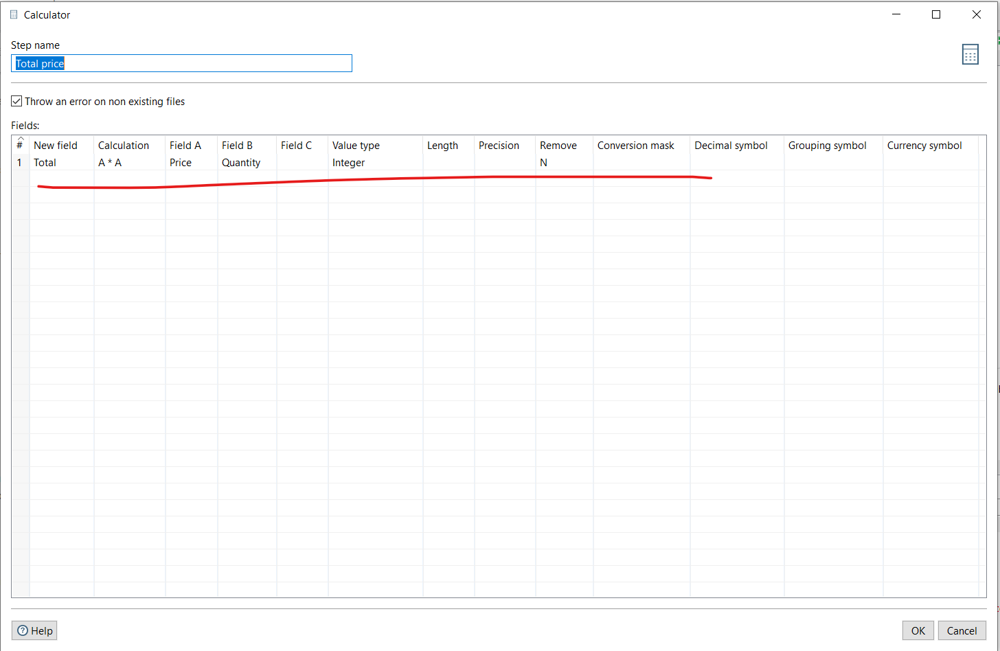 Calculator
Step name
Total price
Throw an error on non existing files
Fields:
# New field Calculation Field A Field B Field C Value type Length Precision Remove Conversion mask Decimal symbol Grouping symbol Currency symbol
1 Total A * A Price Quantity Integer N
Help OK Cancel